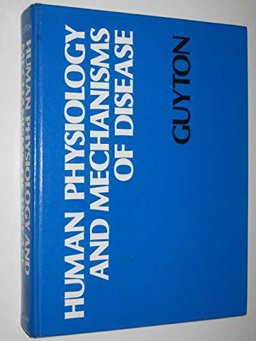 HUMAN PHYSIOLOGY
AND MECHANISMS
OF DISEASE
GUYTON
HUMAN PHYSIOLOGY AND